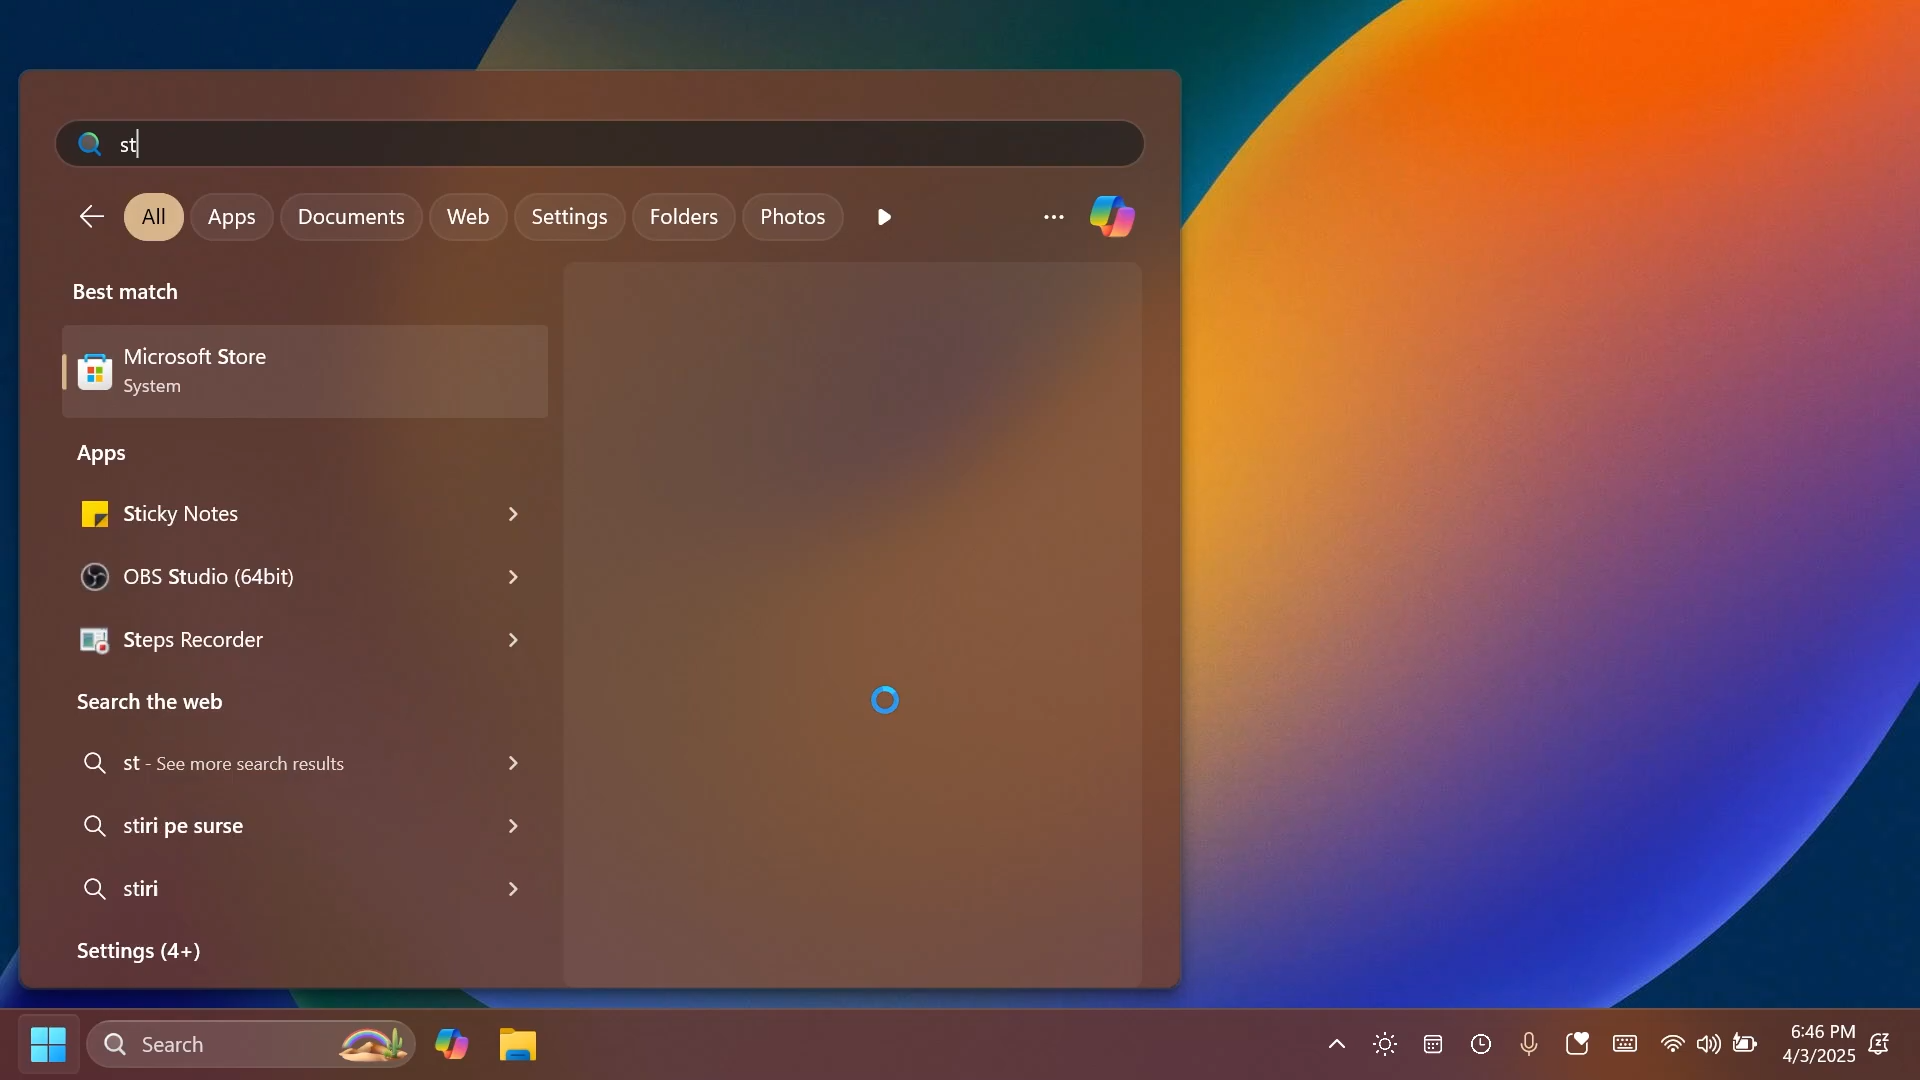 st
All Apps Documents Web Settings Folders Photos
Best match
Microsoft Store
System
Apps
Sticky Notes
OBS Studio (64bit)
Steps Recorder
Search the web
st - See more search results
stiri pe surse
stiri
Settings (4+)
Search
6:46 PM
4/3/2025